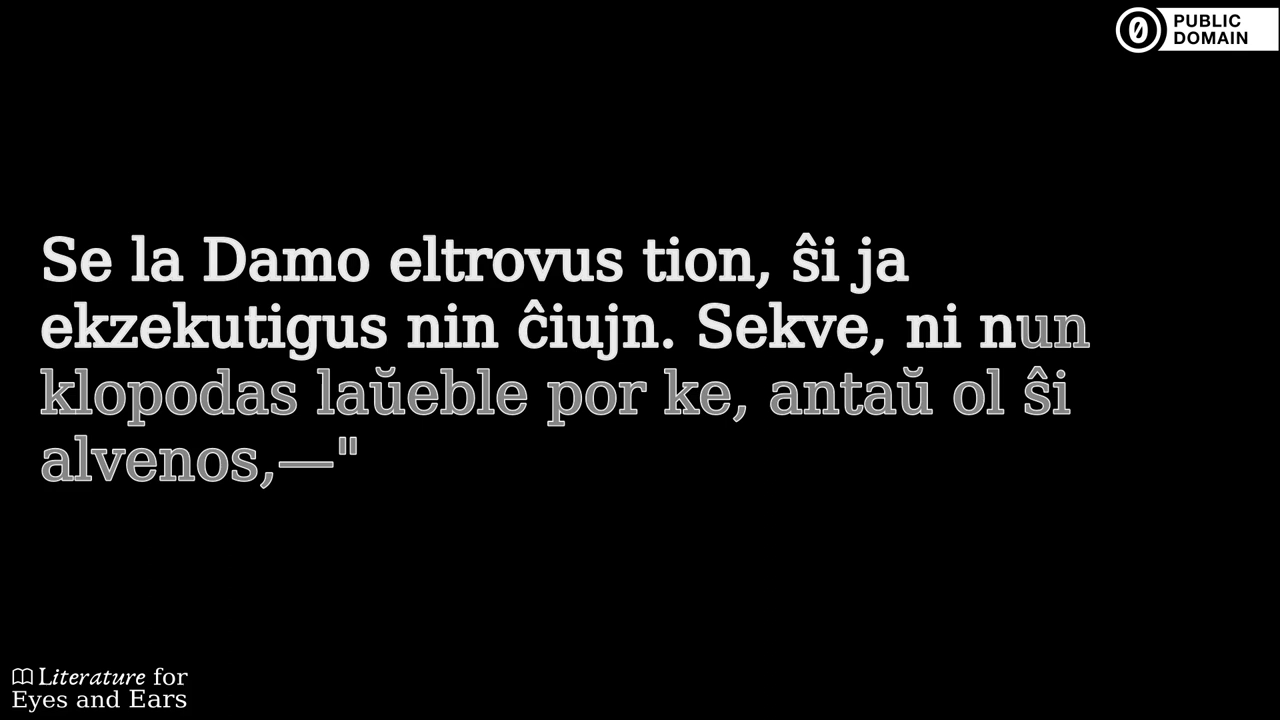 PUBLIC
DOMAIN
Se la Damo eltrovus tion, ŝi ja
ekzekutigus nin ĉiujn. Sekve, ni nun
klopodas laŭeble por ke, antaŭ ol ŝi
alvenos,—"
Literature for
Eyes and Ears